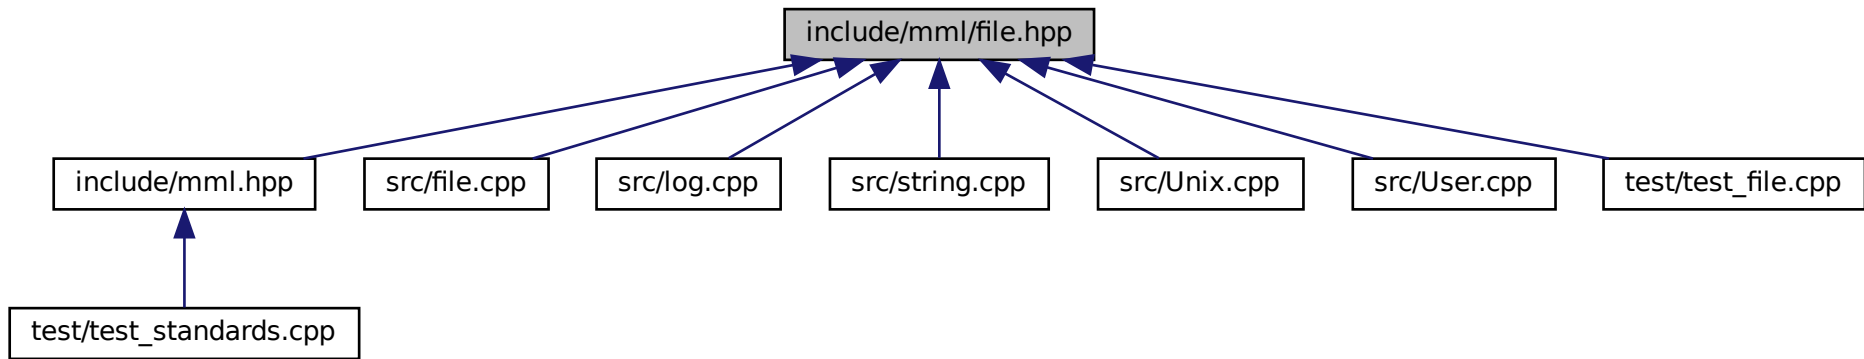 include/mml/file.hpp
include/mml.hpp
src/file.cpp
src/log.cpp
src/string.cpp
src/Unix.cpp
src/User.cpp
test/test_file.cpp
test/test_standards.cpp